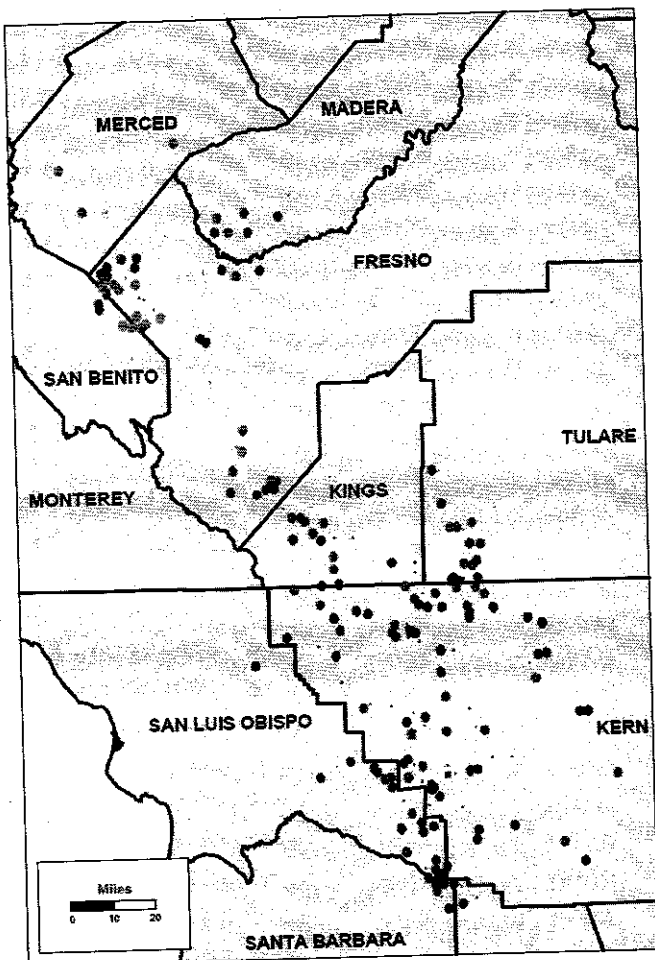 MADERA
MERCED
FRESNO
SAN BENITO
TULARE
KINGS
MONTEREY
SAN LUIS OBISPO
KERN
Miles
0 10 20
SANTA BARBARA